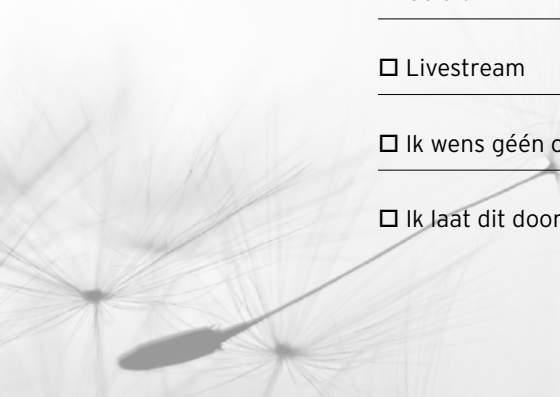 ☐ Livestream
☐ Ik wens géén
☐ Ik laat dit door